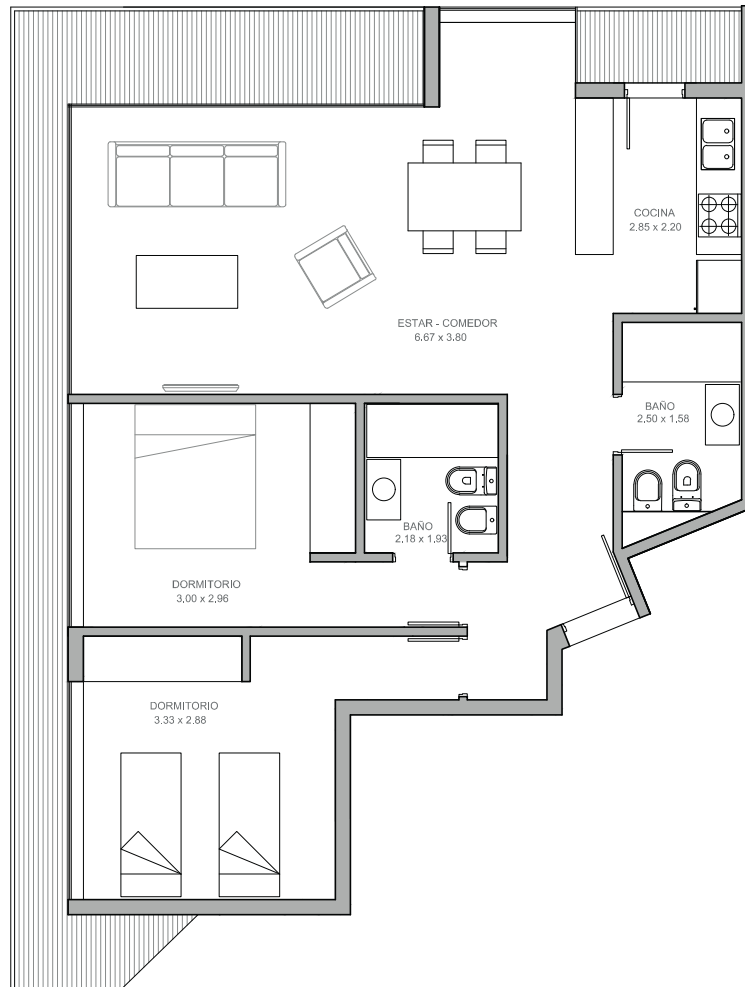 COCINA
2.85 x 2.20
ESTAR - COMEDOR
6.67 x 3.80
BAÑO
2,50 x 1,58
BAÑO
2,18 x 1,93
DORMITORIO
3,00 x 2,96
DORMITORIO
3.33 x 2.88